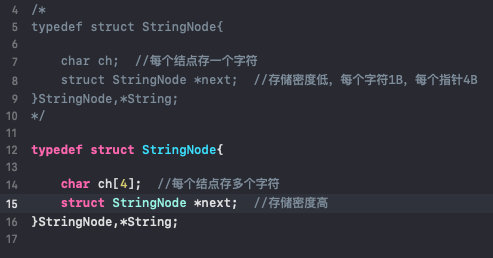 4 /*
5 typedef struct StringNode{
6
7 char ch; //每个结点存一个字符
8 struct StringNode *next; //存储密度低，每个字符1B，每个指针4B
9 }StringNode,*String;
10 */
11
12 typedef struct StringNode{
13
14 char ch[4]; //每个结点存多个字符
15 struct StringNode *next; //存储密度高
16 }StringNode,*String;
17